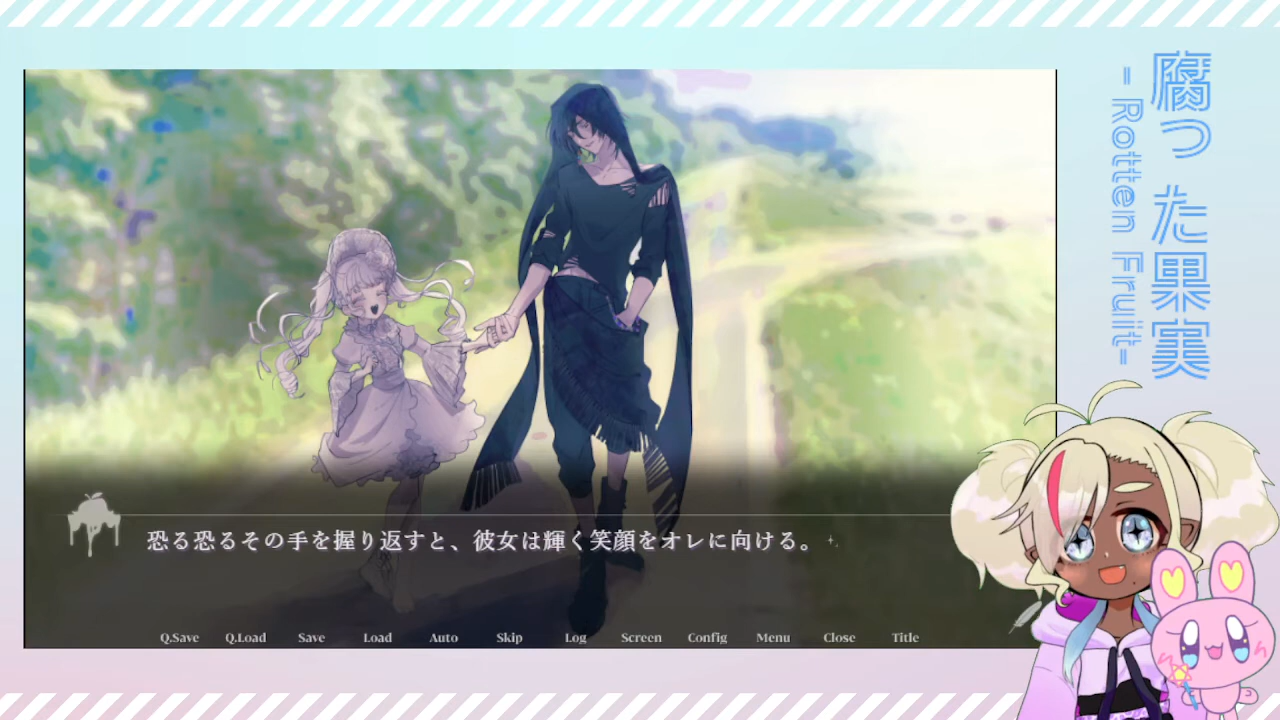 腐った果実
- Rotten Fruit-
恐る恐るその手を握り返すと、彼女は輝く笑顔をオレに向ける。
Q.Save Q.Load Save Load Auto Skip Log Screen Config Menu Close Title